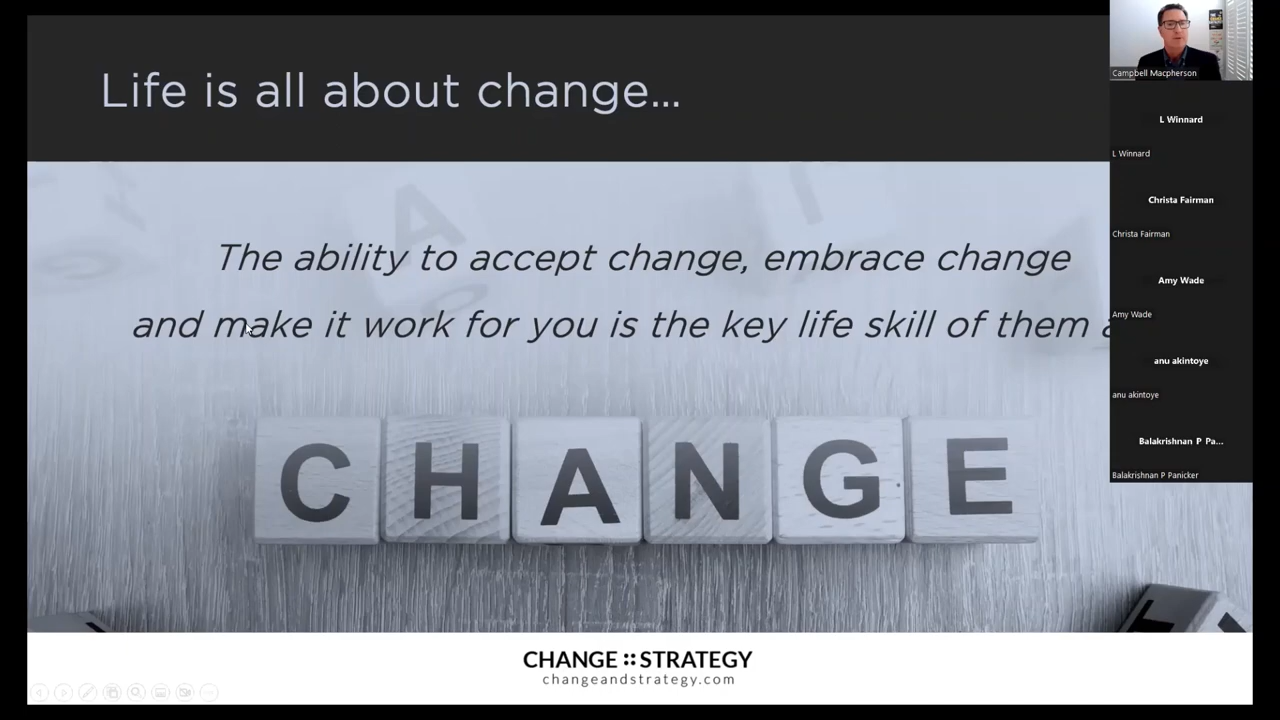 Life is all about change...
The ability to accept change, embrace change
and make it work for you is the key life skill of them
CHANGE
CHANGE :: STRATEGY
changeandstrategy.com
Campbell Macpherson
L Winnard
L Winnard
Christa Fairman
Christa Fairman
Amy Wade
Amy Wade
anu akintoye
anu akintoye
Balakrishnan P Pa...
Balakrishnan P Panicker